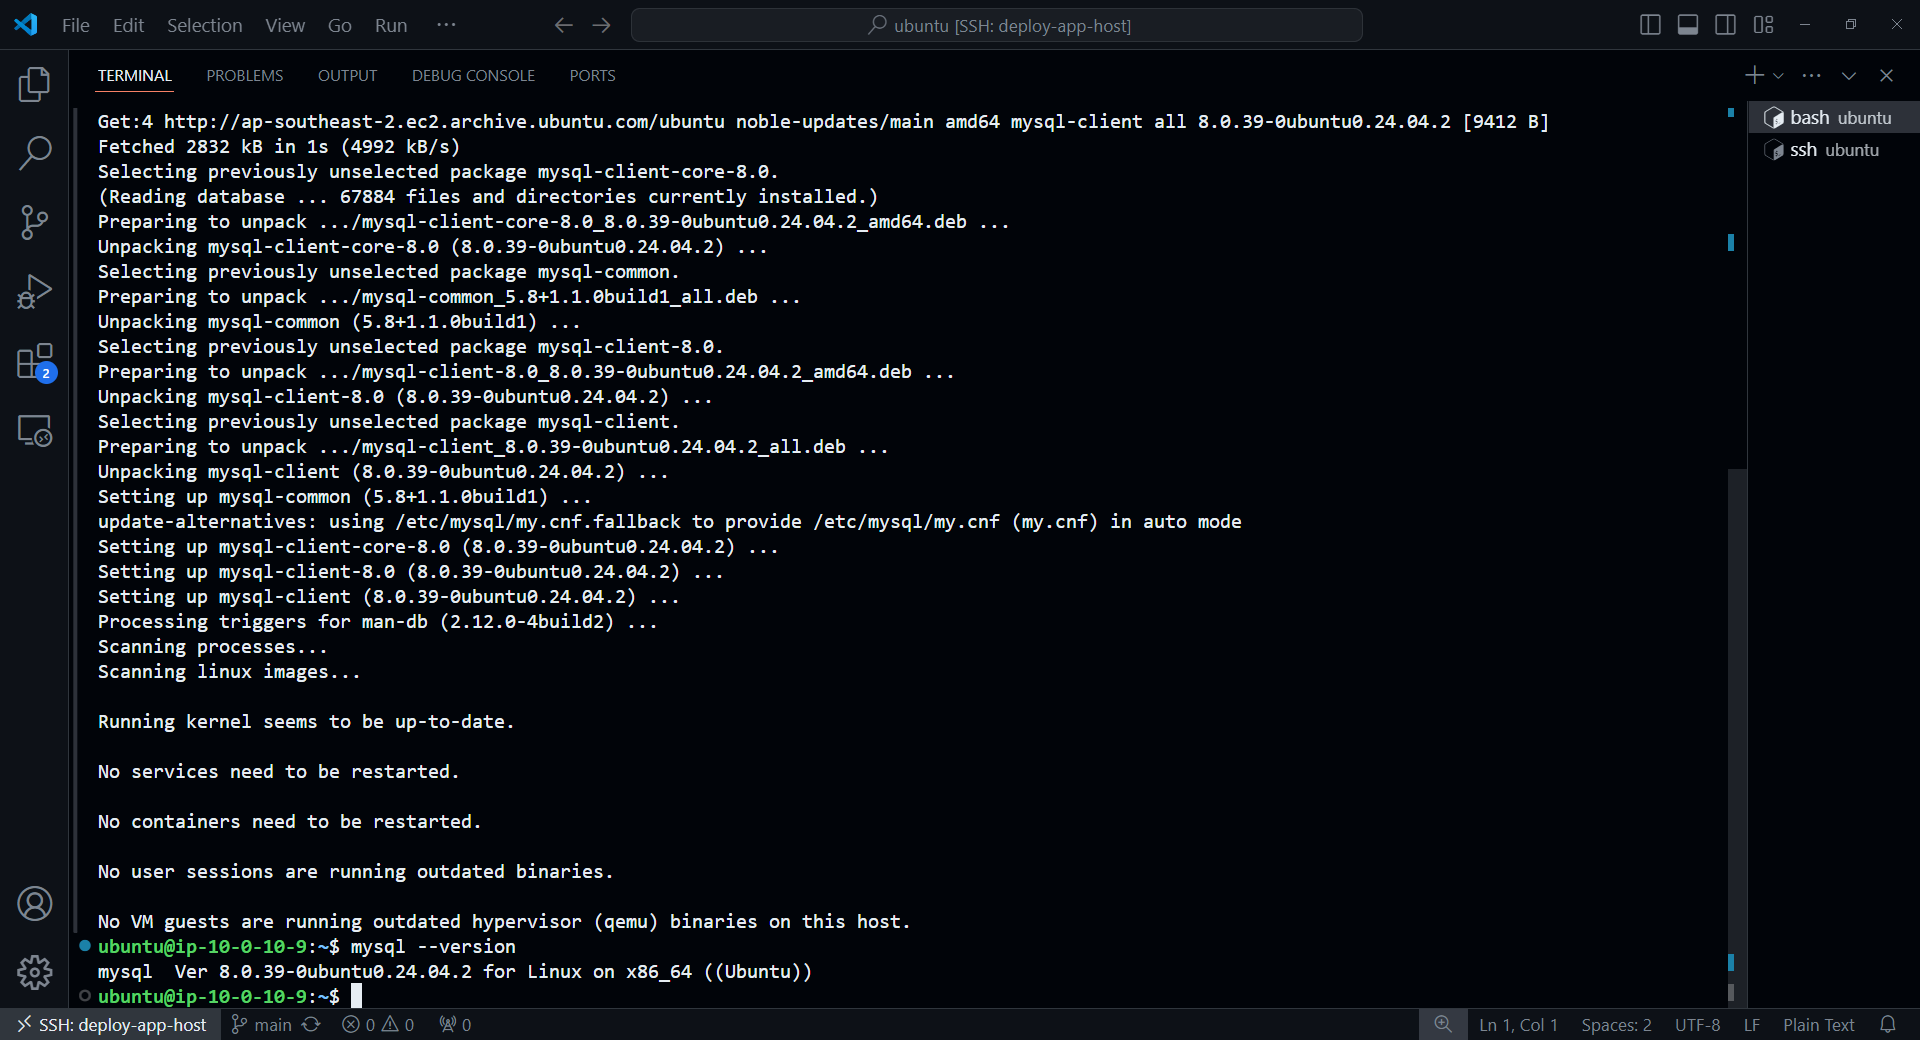 File Edit Selection View Go Run ···
ubuntu [SSH: deploy-app-host]
TERMINAL PROBLEMS OUTPUT DEBUG CONSOLE PORTS
Get:4 http://ap-southeast-2.ec2.archive.ubuntu.com/ubuntu noble-updates/main amd64 mysql-client all 8.0.39-0ubuntu0.24.04.2 [9412 B]
Fetched 2832 kB in 1s (4992 kB/s)
Selecting previously unselected package mysql-client-core-8.0.
(Reading database ... 67884 files and directories currently installed.)
Preparing to unpack .../mysql-client-core-8.0_8.0.39-0ubuntu0.24.04.2_amd64.deb ...
Unpacking mysql-client-core-8.0 (8.0.39-0ubuntu0.24.04.2) ...
Selecting previously unselected package mysql-common.
Preparing to unpack .../mysql-common_5.8+1.1.0build1_all.deb ...
Unpacking mysql-common (5.8+1.1.0build1) ...
Selecting previously unselected package mysql-client-8.0.
Preparing to unpack .../mysql-client-8.0_8.0.39-0ubuntu0.24.04.2_amd64.deb ...
Unpacking mysql-client-8.0 (8.0.39-0ubuntu0.24.04.2) ...
Selecting previously unselected package mysql-client.
Preparing to unpack .../mysql-client_8.0.39-0ubuntu0.24.04.2_all.deb ...
Unpacking mysql-client (8.0.39-0ubuntu0.24.04.2) ...
Setting up mysql-common (5.8+1.1.0build1) ...
update-alternatives: using /etc/mysql/my.cnf.fallback to provide /etc/mysql/my.cnf (my.cnf) in auto mode
Setting up mysql-client-core-8.0 (8.0.39-0ubuntu0.24.04.2) ...
Setting up mysql-client-8.0 (8.0.39-0ubuntu0.24.04.2) ...
Setting up mysql-client (8.0.39-0ubuntu0.24.04.2) ...
Processing triggers for man-db (2.12.0-4build2) ...
Scanning processes...
Scanning linux images...
Running kernel seems to be up-to-date.
No services need to be restarted.
No containers need to be restarted.
No user sessions are running outdated binaries.
No VM guests are running outdated hypervisor (qemu) binaries on this host.
ubuntu@ip-10-0-10-9:~$ mysql --version
mysql  Ver 8.0.39-0ubuntu0.24.04.2 for Linux on x86_64 ((Ubuntu))
ubuntu@ip-10-0-10-9:~$
bash ubuntu
ssh ubuntu
2
SSH: deploy-app-host main 0 0 0 Ln 1, Col 1 Spaces: 2 UTF-8 LF Plain Text